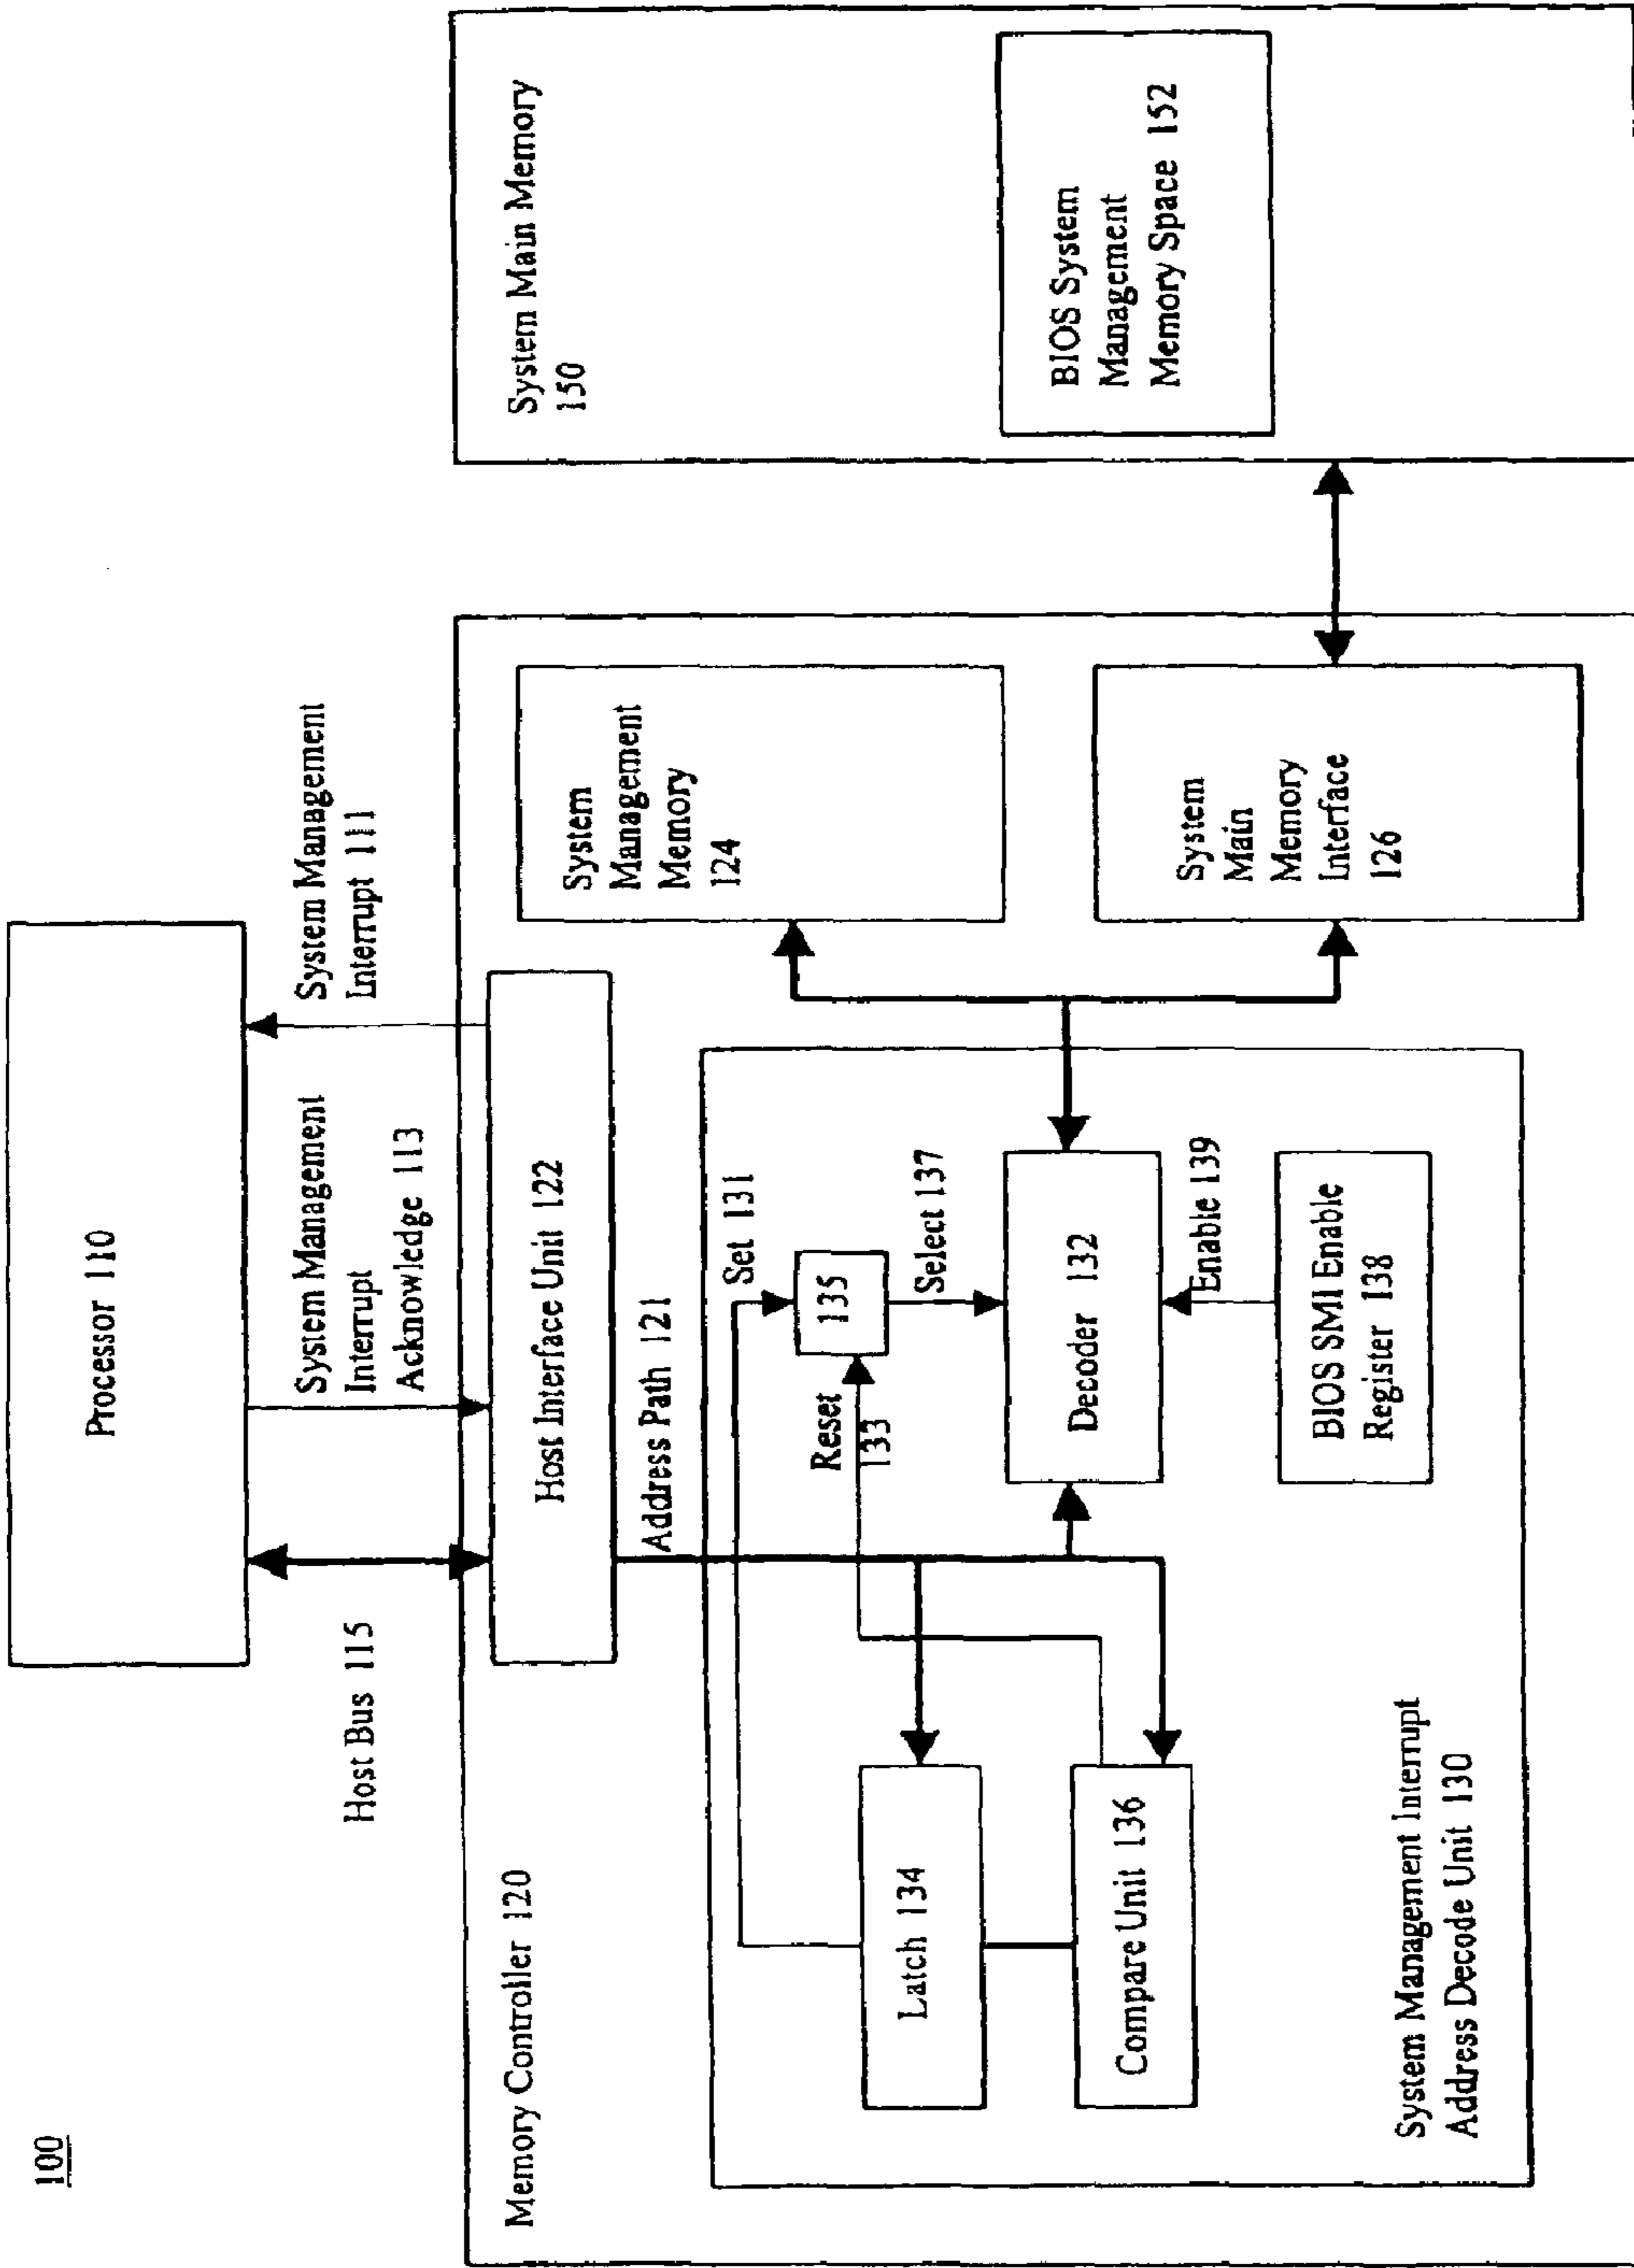 100
Processor 110
Host Bus 115
System Management
Interrupt
Acknowledge 113
System Management
Interrupt 111
Memory Controller 120
Host Interface Unit 122
Address Path 121
System Main Memory
150
Set 131
Reset
133
135
Select 137
Latch 134
Decoder 132
Compare Unit 136
Enable 139
BIOS SMI Enable
Register 138
System Management Interrupt
Address Decode Unit 130
System
Management
Memory
124
System
Main
Memory
Interface
126
BIOS System
Management
Memory Space 152